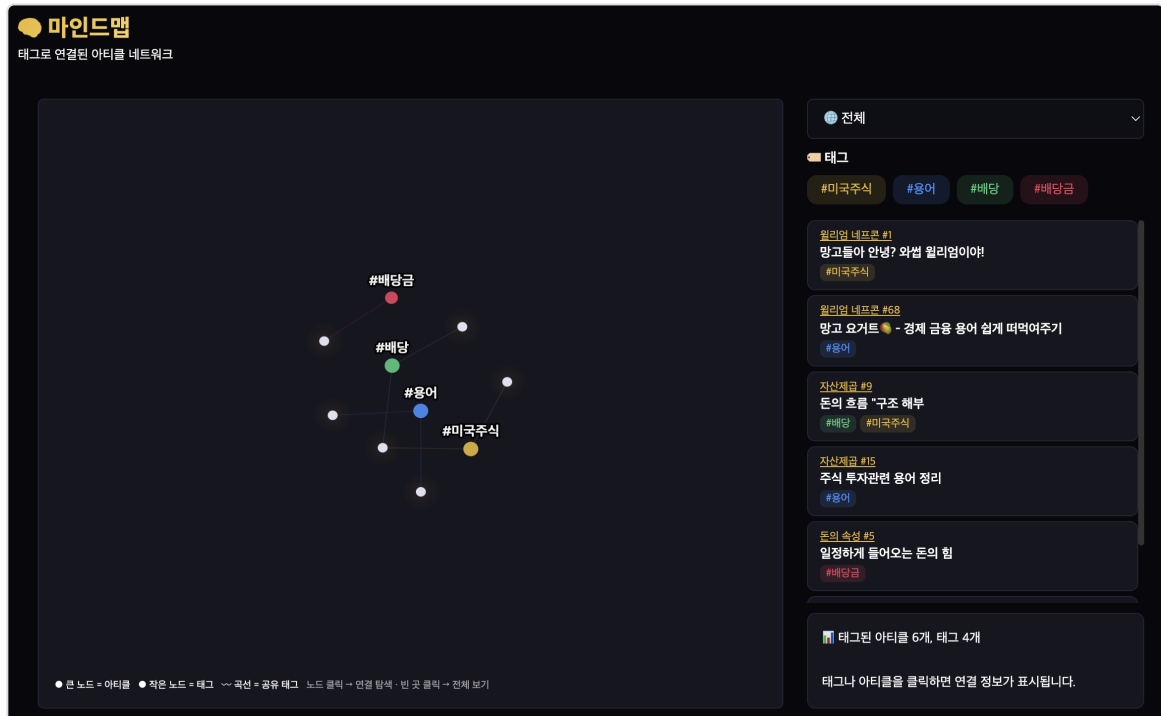 마인드맵
태그로 연결된 아티클 네트워크
#배당금
#배당
#용어
#미국주식
● 큰 노드 = 아티클 ● 작은 노드 = 태그 〰 곡선 = 공유 태그 노드 클릭 → 연결 탐색 · 빈 곳 클릭 → 전체 보기
전체
태그
#미국주식 #용어 #배당 #배당금
윌리엄 네프콘 #1
망고들아 안녕? 와썹 윌리엄이야!
#미국주식
윌리엄 네프콘 #68
망고 요거트🥭 - 경제 금융 용어 쉽게 떠먹여주기
#용어
자산제곱 #9
돈의 흐름 "구조 해부
#배당 #미국주식
자산제곱 #15
주식 투자관련 용어 정리
#용어
돈의 속성 #5
일정하게 들어오는 돈의 힘
#배당금
태그된 아티클 6개, 태그 4개
태그나 아티클을 클릭하면 연결 정보가 표시됩니다.